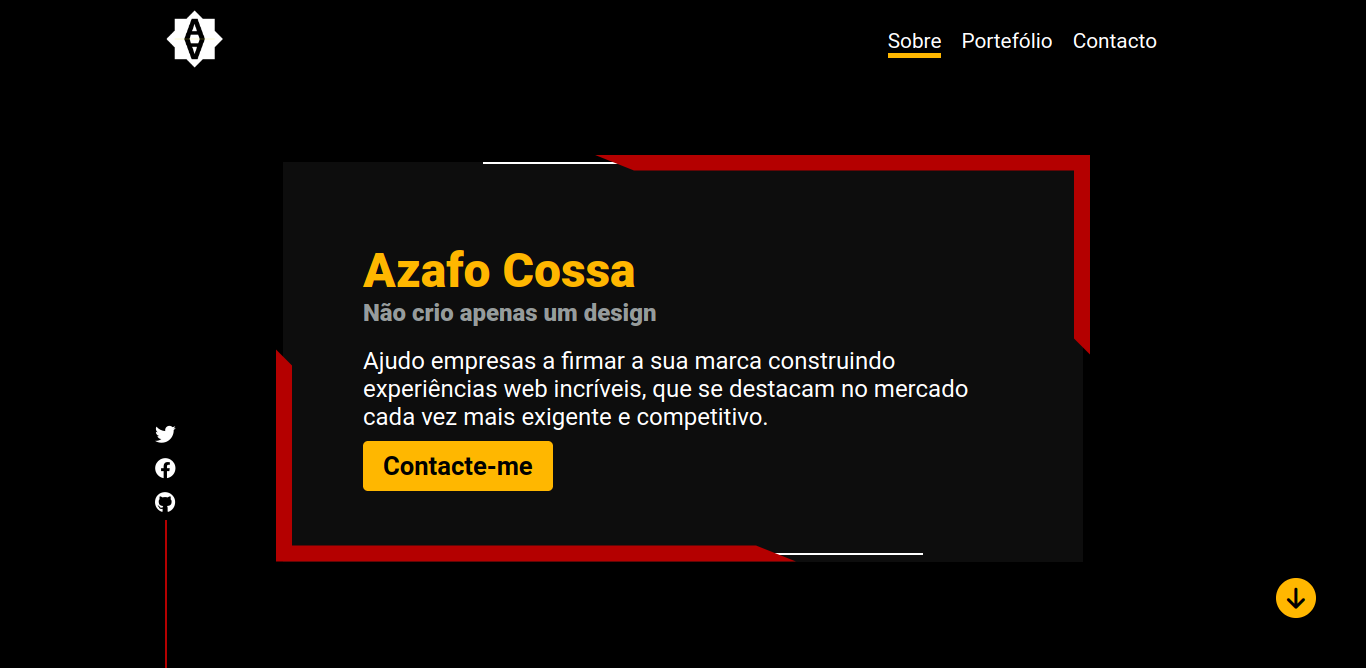 Sobre Portefólio Contacto
Azafo Cossa
Não crio apenas um design
Ajudo empresas a firmar a sua marca construindo
experiências web incríveis, que se destacam no mercado
cada vez mais exigente e competitivo.
Contacte-me